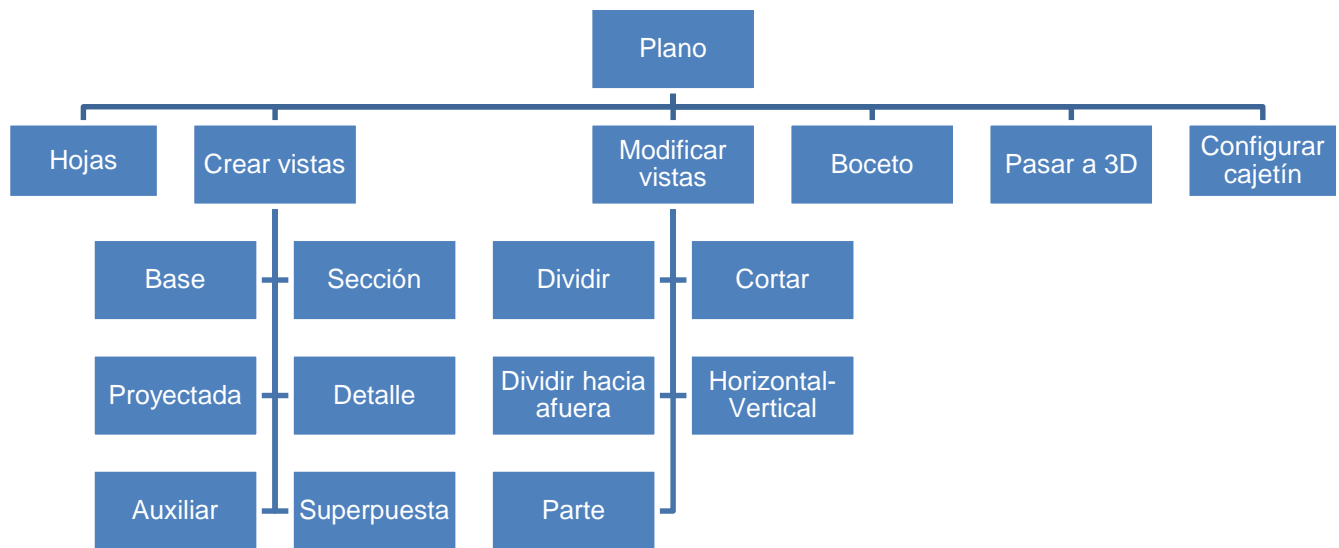 Plano
Hojas
Crear vistas
Modificar
vistas
Boceto
Pasar a 3D
Configurar
cajetín
Base
Sección
Dividir
Cortar
Proyectada
Detalle
Dividir hacia
afuera
Horizontal-
Vertical
Auxiliar
Superpuesta
Parte